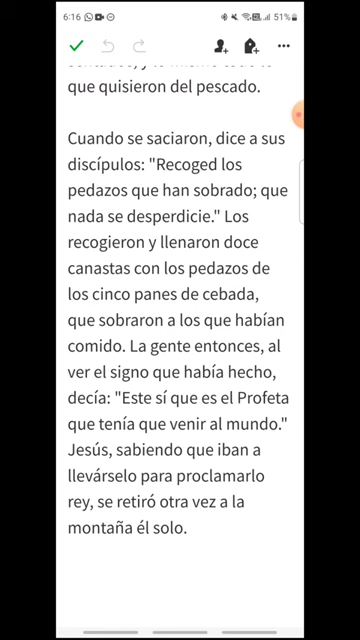 6:16
51%
que quisieron del pescado.
Cuando se saciaron, dice a sus
discípulos: "Recoged los
pedazos que han sobrado; que
nada se desperdicie." Los
recogieron y llenaron doce
canastas con los pedazos de
los cinco panes de cebada,
que sobraron a los que habían
comido. La gente entonces, al
ver el signo que había hecho,
decía: "Este sí que es el Profeta
que tenía que venir al mundo."
Jesús, sabiendo que iban a
llevárselo para proclamarlo
rey, se retiró otra vez a la
montaña él solo.